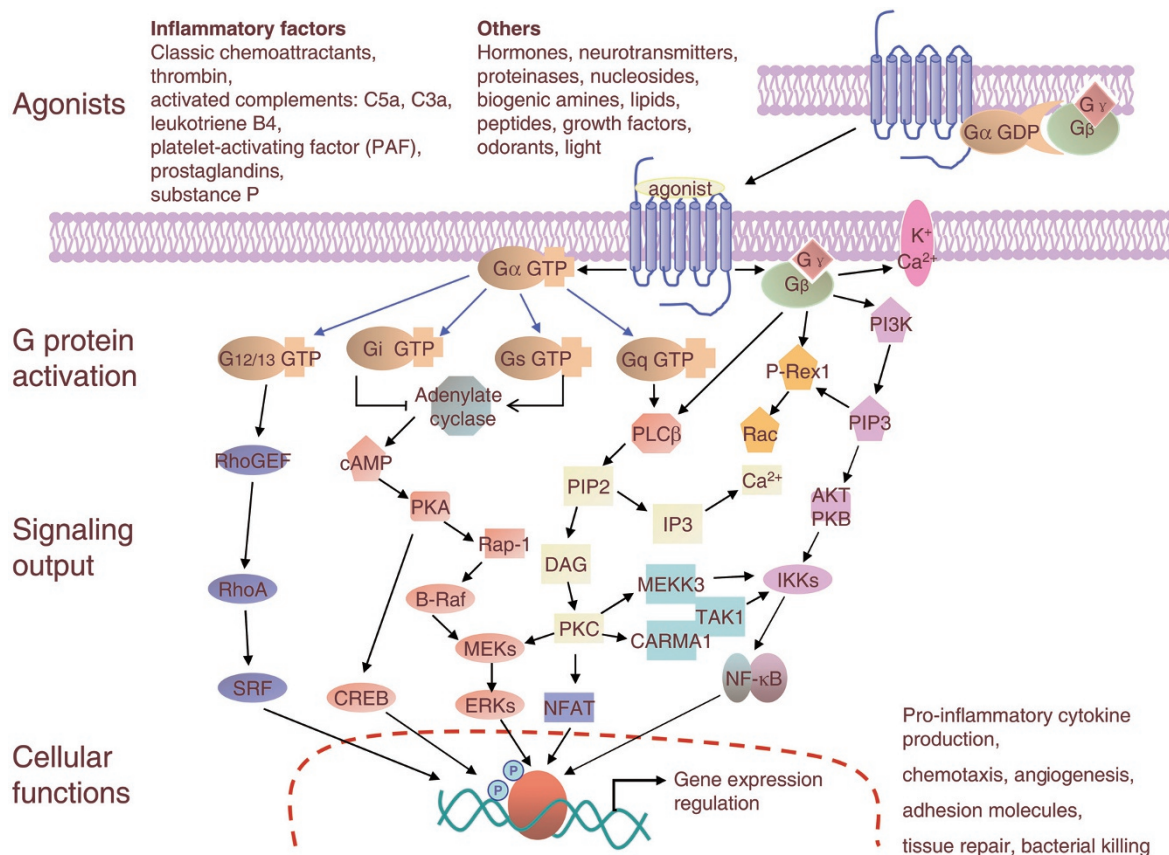 Inflammatory factors
Classic chemoattractants,
thrombin,
activated complements: C5a, C3a,
leukotriene B4,
platelet-activating factor (PAF),
prostaglandins,
substance P
Others
Hormones, neurotransmitters,
proteinases, nucleosides,
biogenic amines, lipids,
peptides, growth factors,
odorants, light
Agonists
Gα GDP
G γ
Gβ
agonist
K+
Ca2+
Gα GTP
G γ
Gβ
G protein
activation
G12/13 GTP
Gi GTP
Gs GTP
Gq GTP
PI3K
P-Rex1
Adenylate
cyclase
PLCβ
Rac
PIP3
RhoGEF
cAMP
PIP2
Ca2+
Signaling
output
PKA
IP3
AKT
PKB
Rap-1
DAG
RhoA
B-Raf
MEKK3
IKKs
TAK1
PKC
CARMA1
MEKs
SRF
CREB
ERKs
NFAT
NF-κB
Cellular
functions
P
P
Gene expression
regulation
Pro-inflammatory cytokine
production,
chemotaxis, angiogenesis,
adhesion molecules,
tissue repair, bacterial killing